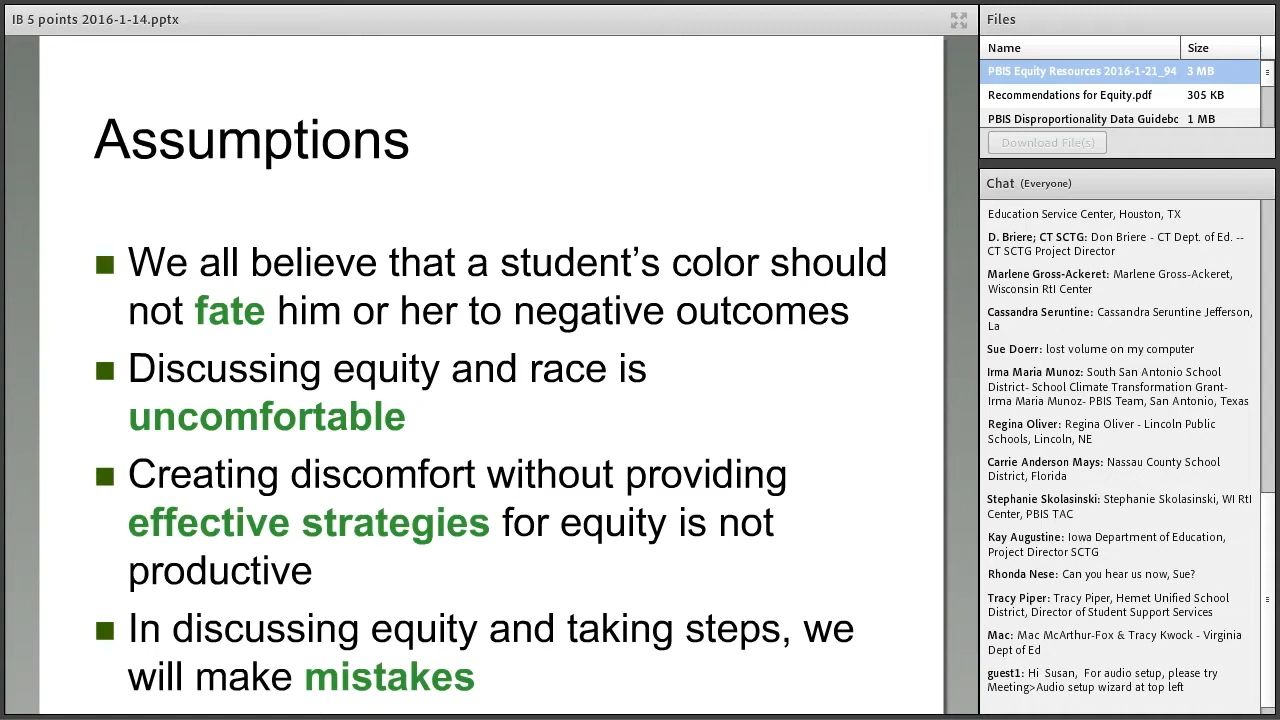 IB 5 points 2016-1-14.pptx
Assumptions
We all believe that a student's color should
not fate him or her to negative outcomes
Discussing equity and race is
uncomfortable
Creating discomfort without providing
effective strategies for equity is not
productive
In discussing equity and taking steps, we
will make mistakes
Files
Name Size
PBIS Equity Resources 2016-1-21_94 3 MB
Recommendations for Equity.pdf 305 KB
PBIS Disproportionality Data Guidebc 1 MB
Download File(s)
Chat (Everyone)
Education Service Center, Houston, TX
D. Briere; CT SCTG: Don Briere - CT Dept. of Ed. --
CT SCTG Project Director
Marlene Gross-Ackeret: Marlene Gross-Ackeret,
Wisconsin RtI Center
Cassandra Seruntine: Cassandra Seruntine Jefferson,
La
Sue Doerr: lost volume on my computer
Irma Maria Munoz: South San Antonio School
District- School Climate Transformation Grant-
Irma Maria Munoz- PBIS Team, San Antonio, Texas
Regina Oliver: Regina Oliver - Lincoln Public
Schools, Lincoln, NE
Carrie Anderson Mays: Nassau County School
District, Florida
Stephanie Skolasinski: Stephanie Skolasinski, WI RtI
Center, PBIS TAC
Kay Augustine: Iowa Department of Education,
Project Director SCTG
Rhonda Nese: Can you hear us now, Sue?
Tracy Piper: Tracy Piper, Hemet Unified School
District, Director of Student Support Services
Mac: Mac McArthur-Fox & Tracy Kwock - Virginia
Dept of Ed
guest1: Hi Susan, For audio setup, please try
Meeting>Audio setup wizard at top left